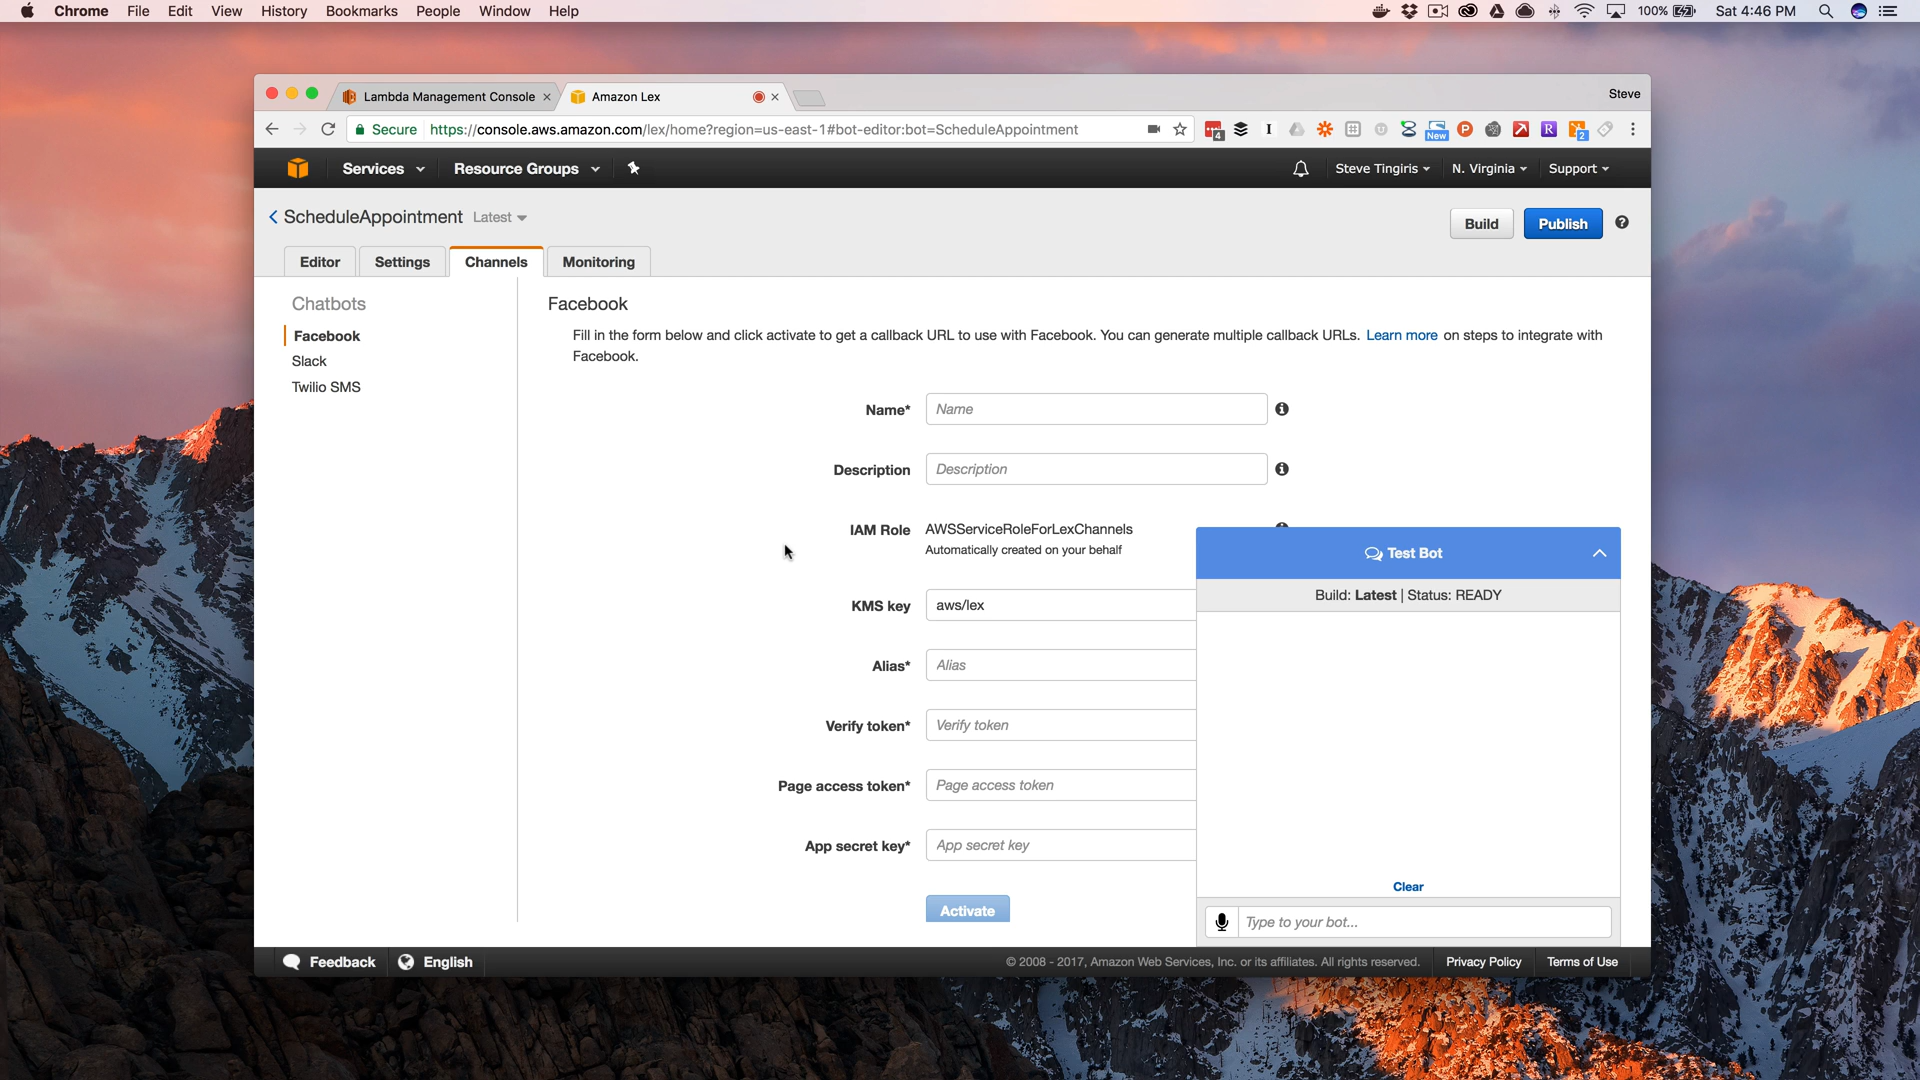 Chrome File Edit View History Bookmarks People Window Help 100% Sat 4:46 PM
Lambda Management Console Amazon Lex Steve
Secure https://console.aws.amazon.com/lex/home?region=us-east-1#bot-editor:bot=ScheduleAppointment 4 New 2
Services Resource Groups Steve Tingiris N. Virginia Support
ScheduleAppointment Latest Build Publish
Editor Settings Channels Monitoring
Chatbots
Facebook
Slack
Twilio SMS
Facebook
Fill in the form below and click activate to get a callback URL to use with Facebook. You can generate multiple callback URLs. Learn more on steps to integrate with
Facebook.
Name* Name
Description Description
IAM Role AWSServiceRoleForLexChannels
Automatically created on your behalf
KMS key aws/lex
Alias* Alias
Verify token* Verify token
Page access token* Page access token
App secret key* App secret key
Activate
Test Bot
Build: Latest | Status: READY
Clear
Type to your bot...
Feedback English © 2008 - 2017, Amazon Web Services, Inc. or its affiliates. All rights reserved. Privacy Policy Terms of Use